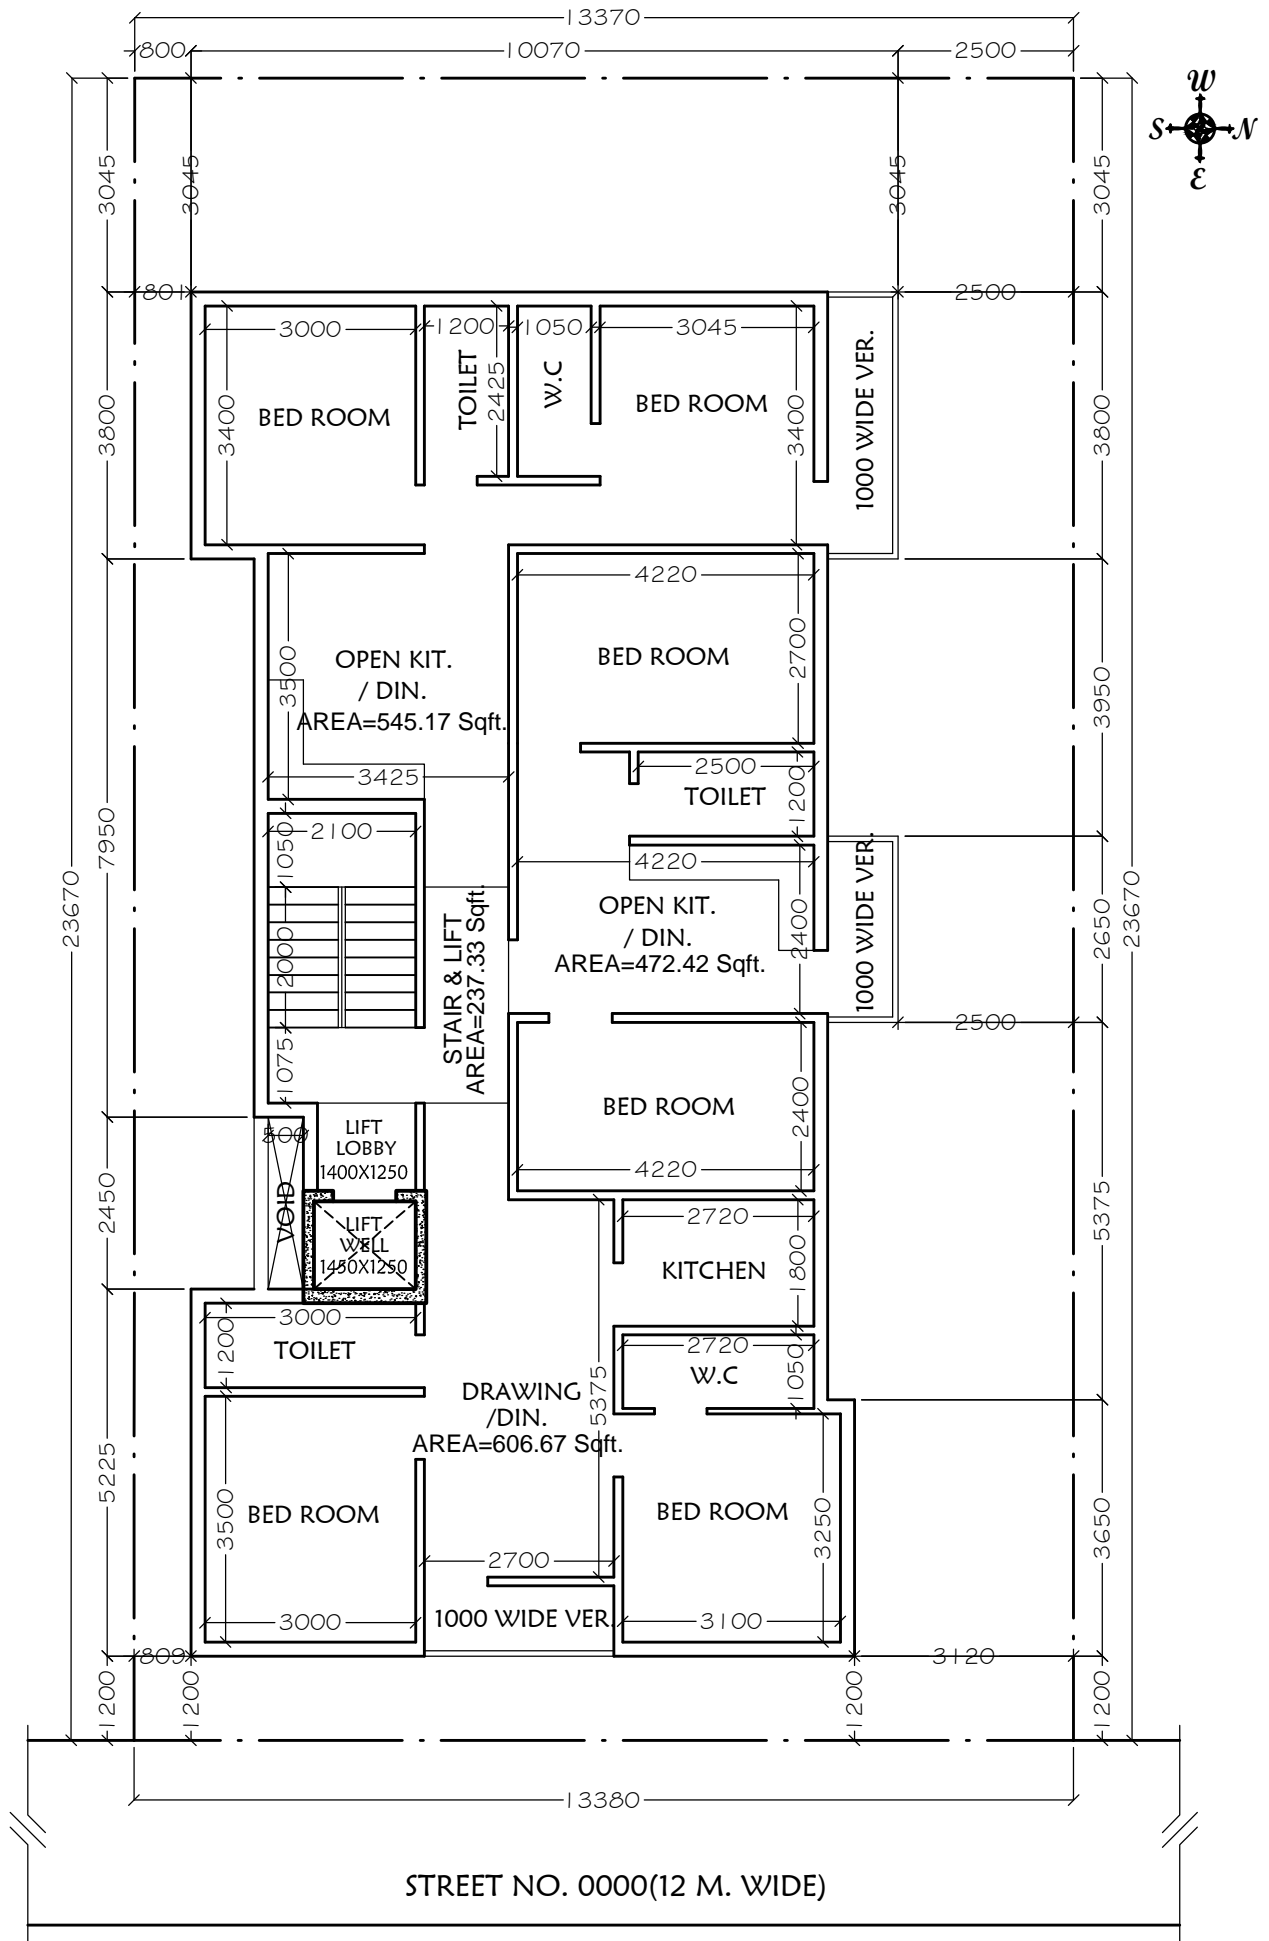 13370
800
10070
2500
W
S
N
E
3045
3045
3045
3045
801
2500
3000
1200
1050
3045
3800
3400
BED ROOM
TOILET
2425
W.C
BED ROOM
3400
1000 WIDE VER.
3800
4220
3500
OPEN KIT.
/ DIN.
AREA=545.17 Sqft.
BED ROOM
2700
3950
3425
2500
TOILET
1200
7950
23670
1050
2100
4220
2000
STAIR & LIFT
AREA=237.33 Sqft.
OPEN KIT.
/ DIN.
AREA=472.42 Sqft.
2400
1000 WIDE VER.
2650
23670
2500
1075
BED ROOM
2400
4220
500
LIFT
LOBBY
1400X1250
2450
VOID
LIFT
WELL
1450X1250
2720
KITCHEN
1800
5375
3000
1200
TOILET
2720
W.C
1050
5375
DRAWING
/DIN.
AREA=606.67 Sqft.
5225
3500
BED ROOM
BED ROOM
3250
3650
2700
3000
1000 WIDE VER.
3100
809
3120
1200
1200
1200
1200
13380
STREET NO. 0000(12 M. WIDE)